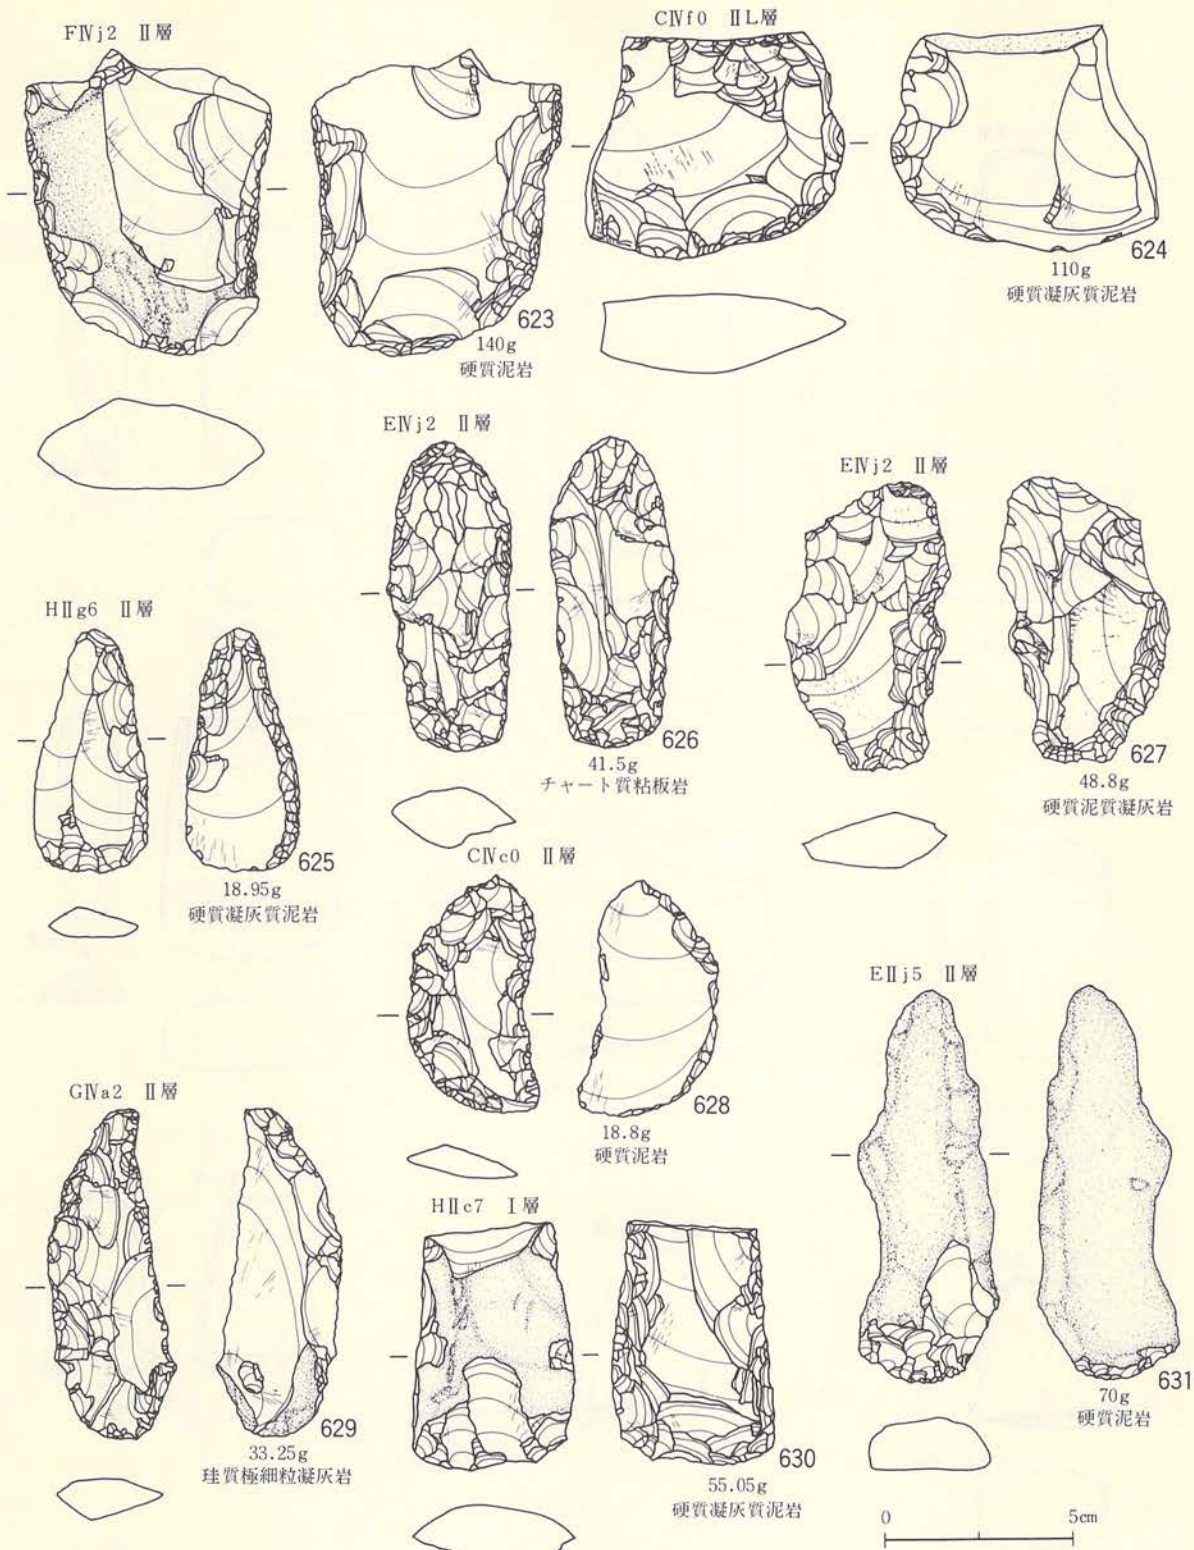 FⅣj2 Ⅱ層
623
140g
硬質泥岩
CⅣf0 ⅡL層
624
110g
硬質凝灰質泥岩
HⅡg6 Ⅱ層
625
18.95g
硬質凝灰質泥岩
EⅣj2 Ⅱ層
626
41.5g
チャート質粘板岩
EⅣj2 Ⅱ層
627
48.8g
硬質泥質凝灰岩
CⅣc0 Ⅱ層
628
18.8g
硬質泥岩
GⅣa2 Ⅱ層
629
33.25g
珪質極細粒凝灰岩
HⅡc7 Ⅰ層
630
55.05g
硬質凝灰質泥岩
EⅡj5 Ⅱ層
631
70g
硬質泥岩
0 5cm